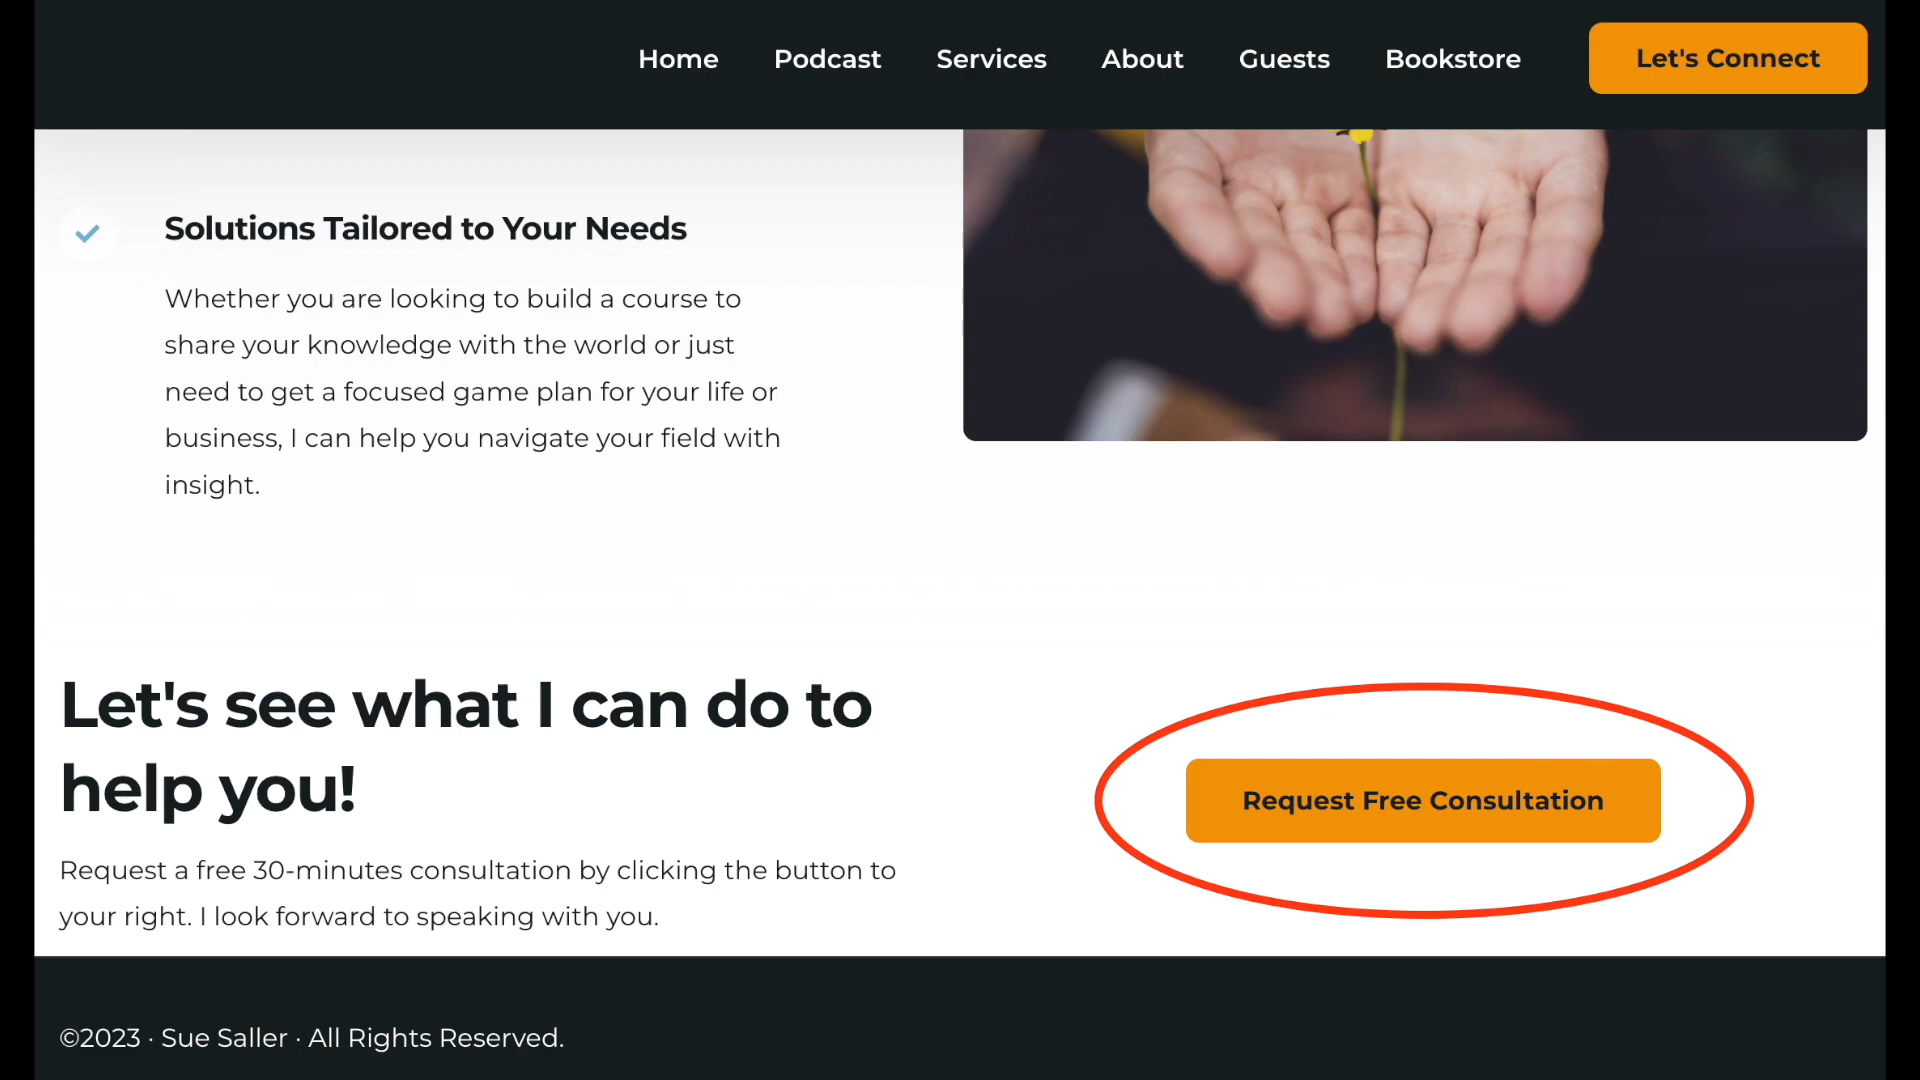 Home Podcast Services About Guests Bookstore Let's Connect
Solutions Tailored to Your Needs
Whether you are looking to build a course to
share your knowledge with the world or just
need to get a focused game plan for your life or
business, I can help you navigate your field with
insight.
Let's see what I can do to
help you!
Request Free Consultation
Request a free 30-minutes consultation by clicking the button to
your right. I look forward to speaking with you.
©2023 · Sue Saller · All Rights Reserved.